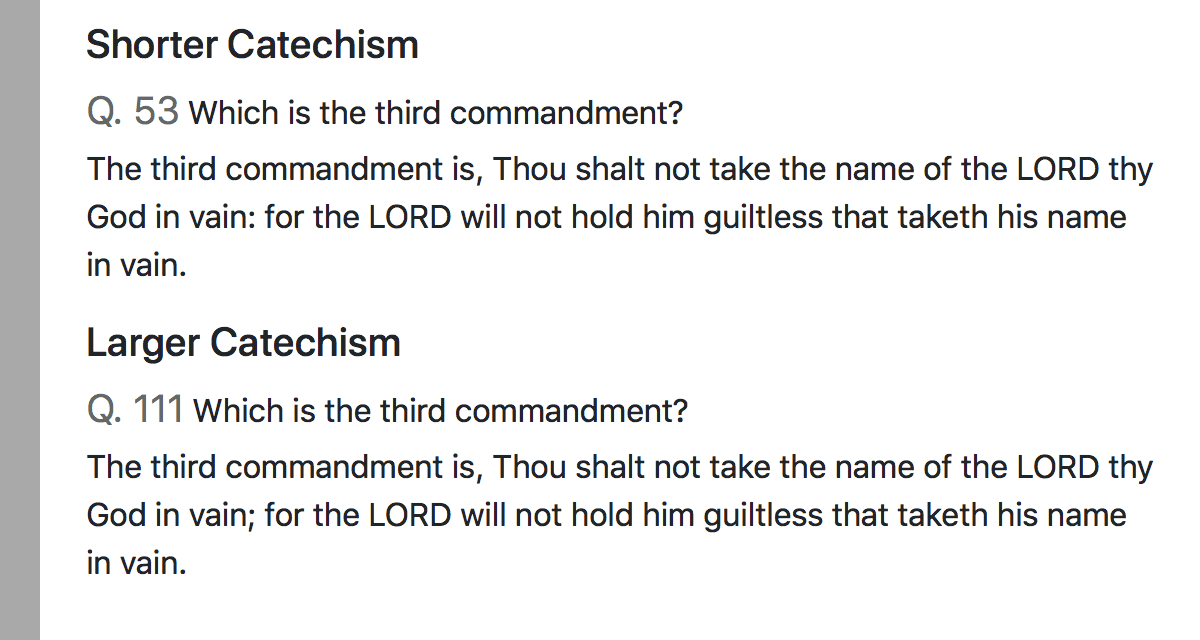 Shorter Catechism
Q. 53 Which is the third commandment?
The third commandment is, Thou shalt not take the name of the LORD thy
God in vain: for the LORD will not hold him guiltless that taketh his name
in vain.
Larger Catechism
Q. 111 Which is the third commandment?
The third commandment is, Thou shalt not take the name of the LORD thy
God in vain; for the LORD will not hold him guiltless that taketh his name
in vain.